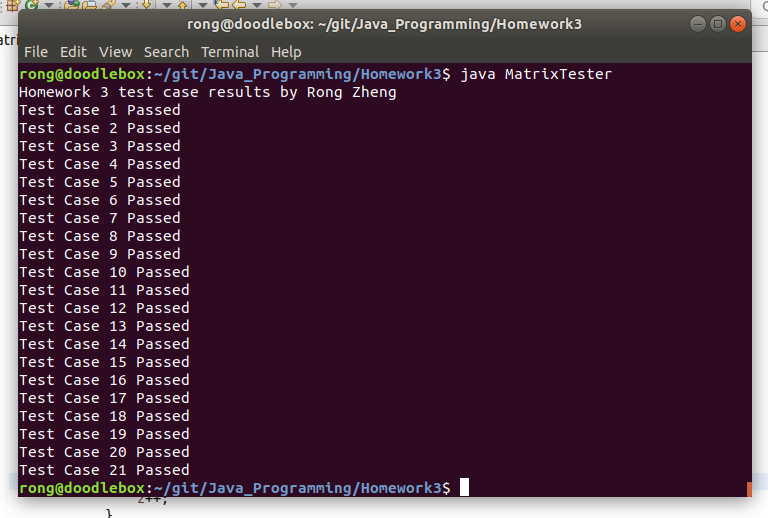 rong@doodlebox: ~/git/Java_Programming/Homework3
File Edit View Search Terminal Help
rong@doodlebox:~/git/Java_Programming/Homework3$ java MatrixTester
Homework 3 test case results by Rong Zheng
Test Case 1 Passed
Test Case 2 Passed
Test Case 3 Passed
Test Case 4 Passed
Test Case 5 Passed
Test Case 6 Passed
Test Case 7 Passed
Test Case 8 Passed
Test Case 9 Passed
Test Case 10 Passed
Test Case 11 Passed
Test Case 12 Passed
Test Case 13 Passed
Test Case 14 Passed
Test Case 15 Passed
Test Case 16 Passed
Test Case 17 Passed
Test Case 18 Passed
Test Case 19 Passed
Test Case 20 Passed
Test Case 21 Passed
rong@doodlebox:~/git/Java_Programming/Homework3$
z++;
}